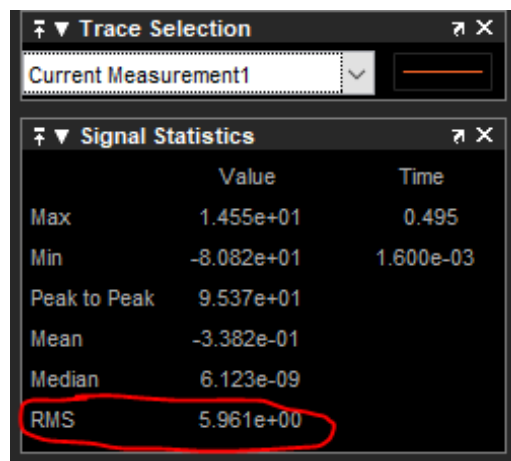 Trace Selection
Current Measurement1
Signal Statistics
Value Time
Max 1.455e+01 0.495
Min -8.082e+01 1.600e-03
Peak to Peak 9.537e+01
Mean -3.382e-01
Median 6.123e-09
RMS 5.961e+00